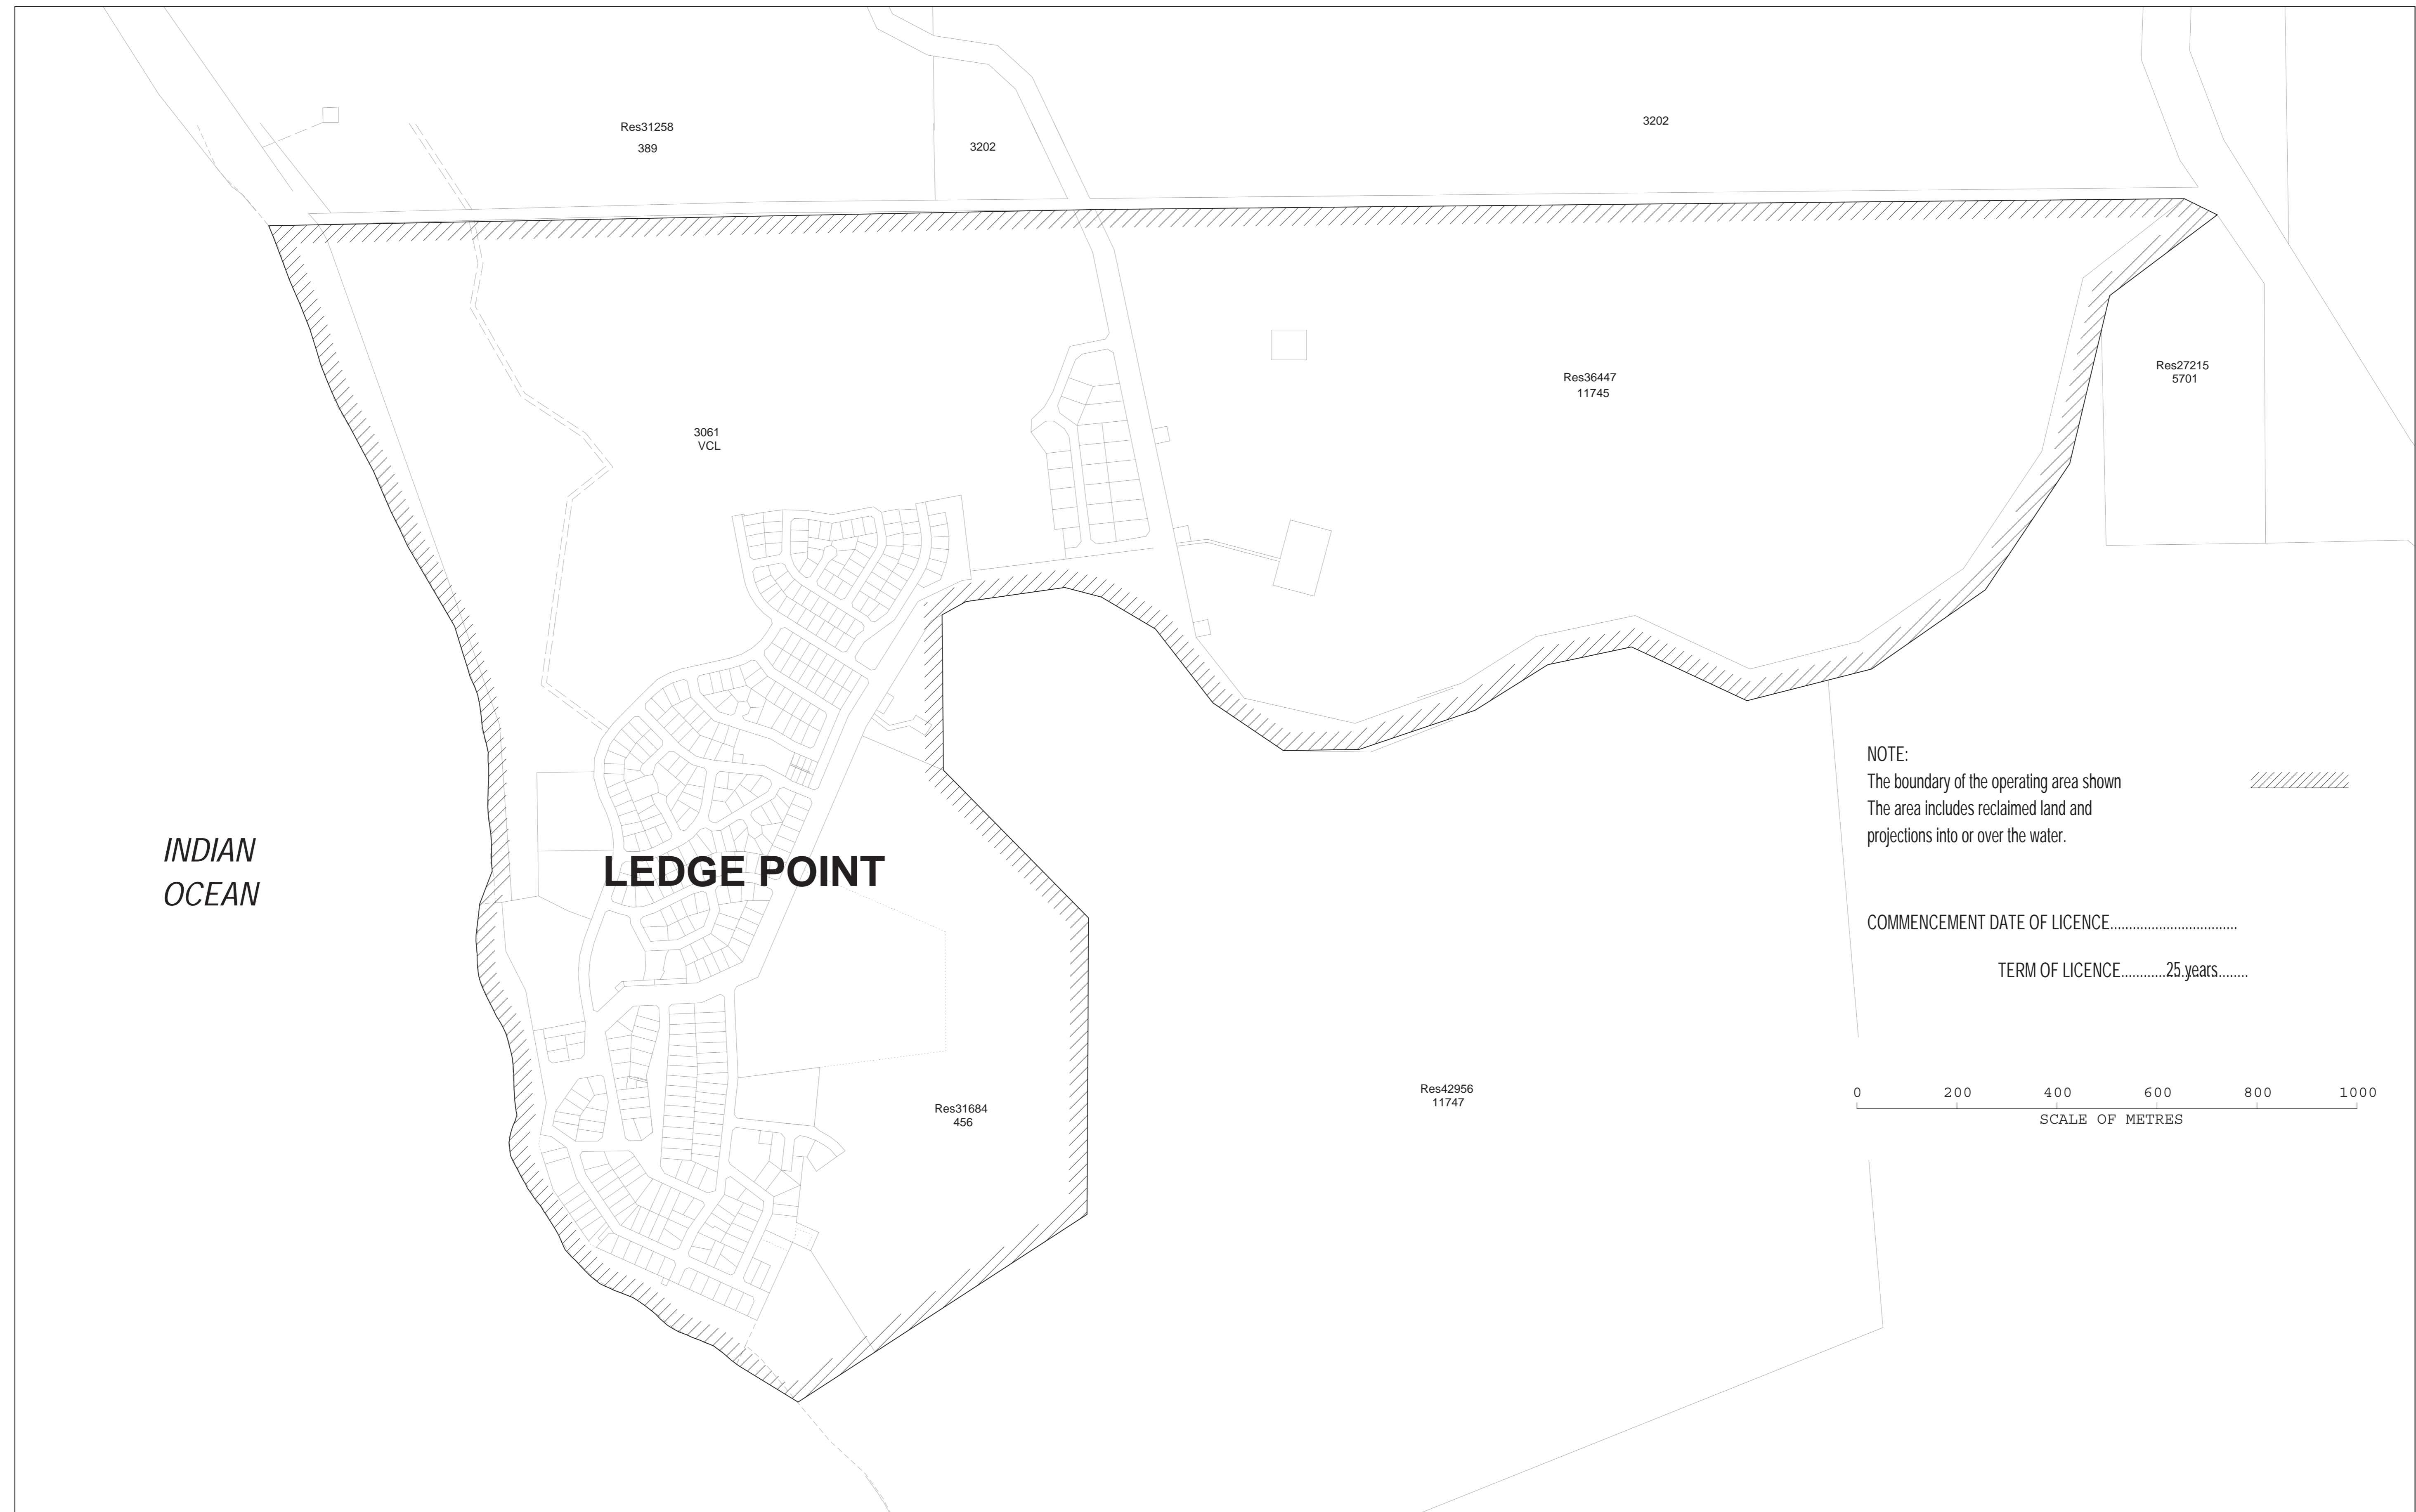 3202
Res31258
389
3202
Res36447
11745
Res27215
5701
3061
VCL
NOTE:
The boundary of the operating area shown
The area includes reclaimed land and
projections into or over the water.
INDIAN
OCEAN
LEDGE POINT
COMMENCEMENT DATE OF LICENCE..................................
TERM OF LICENCE............25 years........
Res42956
11747
Res31684
456
0 200 400 600 800 1000
SCALE OF METRES